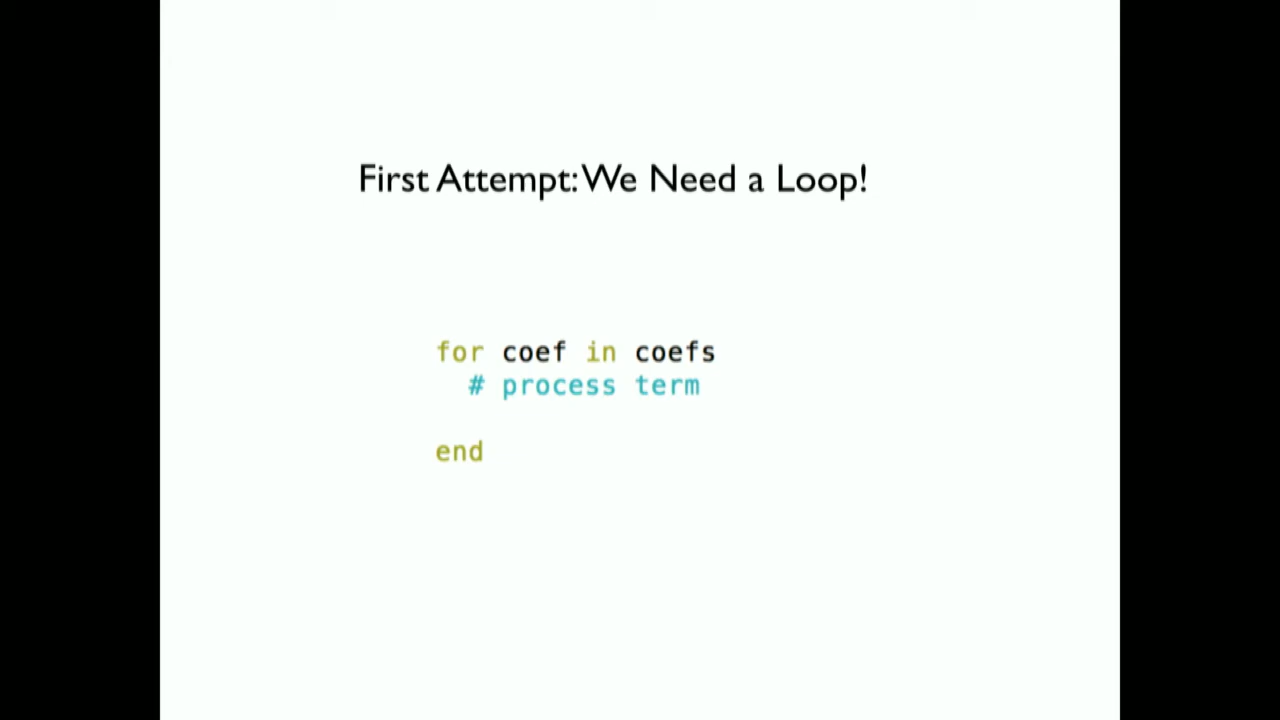 First Attempt: We Need a Loop!
for coef in coefs
  # process term
end